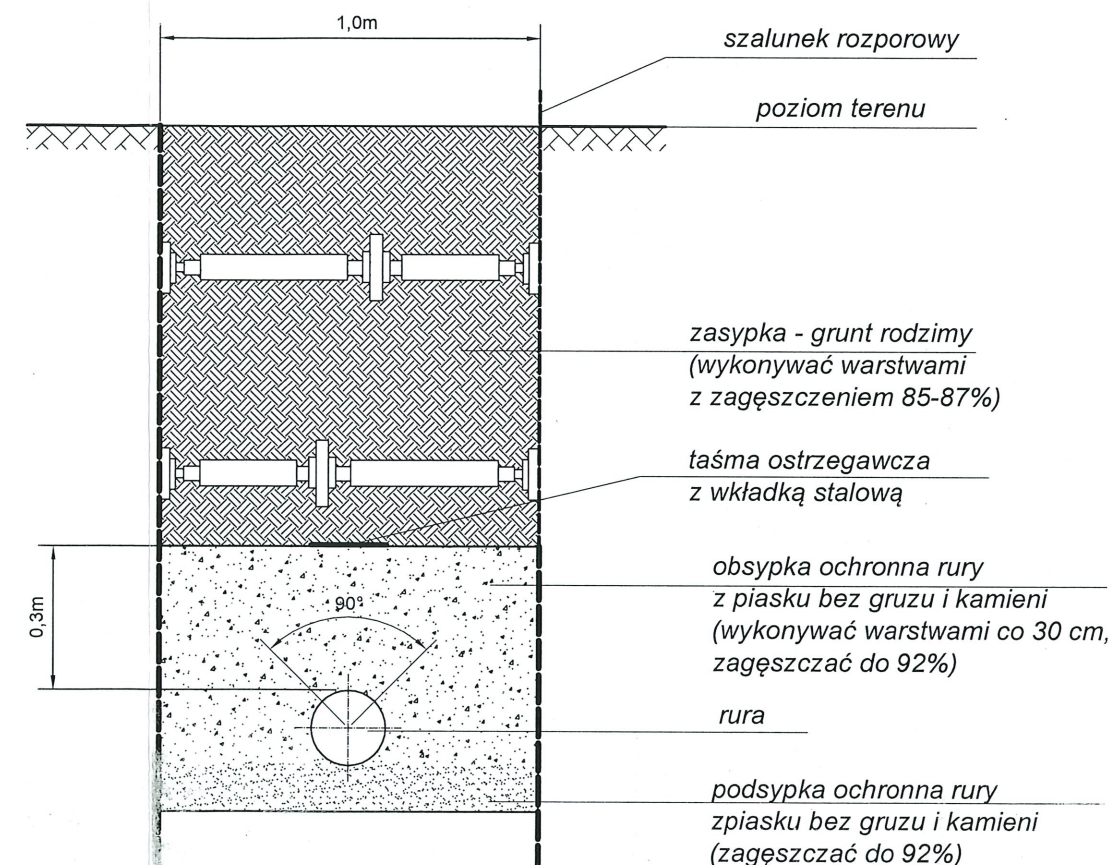 1,0m
szalunek rozporowy
poziom terenu
zasypka - grunt rodzimy
(wykonywać warstwami
z zagęszczeniem 85-87%)
taśma ostrzegawcza
z wkładką stalową
obsypka ochronna rury
z piasku bez gruzu i kamieni
(wykonywać warstwami co 30 cm,
zagęszczać do 92%)
90°
0,3m
rura
podsypka ochronna rury
zpiasku bez gruzu i kamieni
(zagęszczać do 92%)